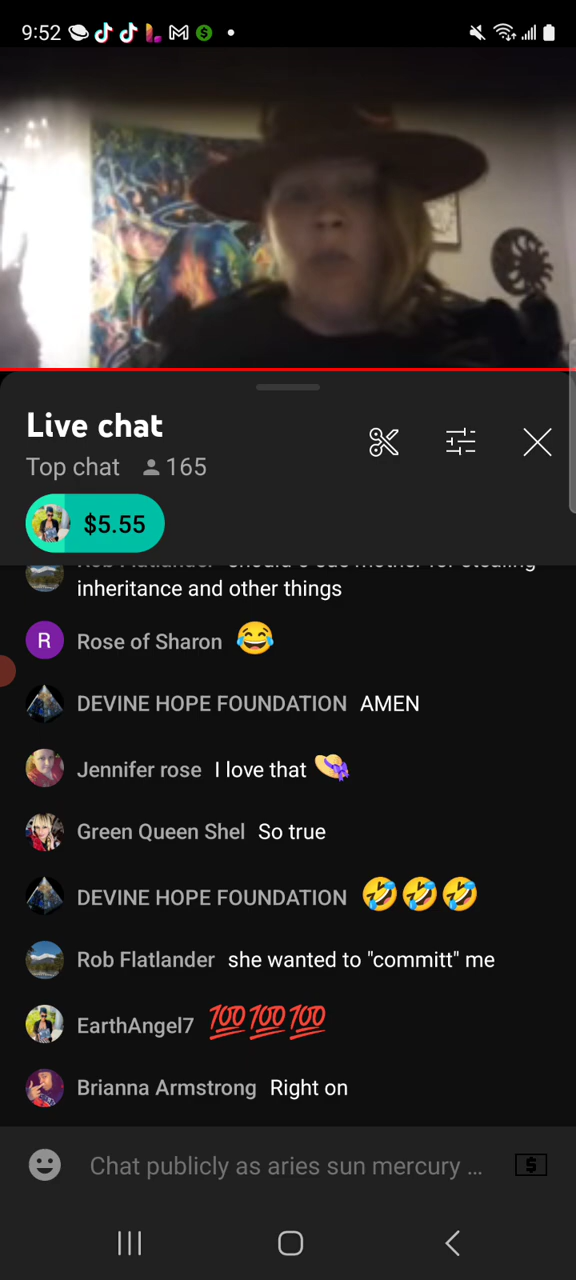 9:52
Live chat
Top chat 165
$5.55
inheritance and other things
R Rose of Sharon 😂
DEVINE HOPE FOUNDATION AMEN
Jennifer rose I love that 👒
Green Queen Shel So true
DEVINE HOPE FOUNDATION 🤣🤣🤣
Rob Flatlander she wanted to "committ" me
EarthAngel7 💯💯💯
Brianna Armstrong Right on
Chat publicly as aries sun mercury ...